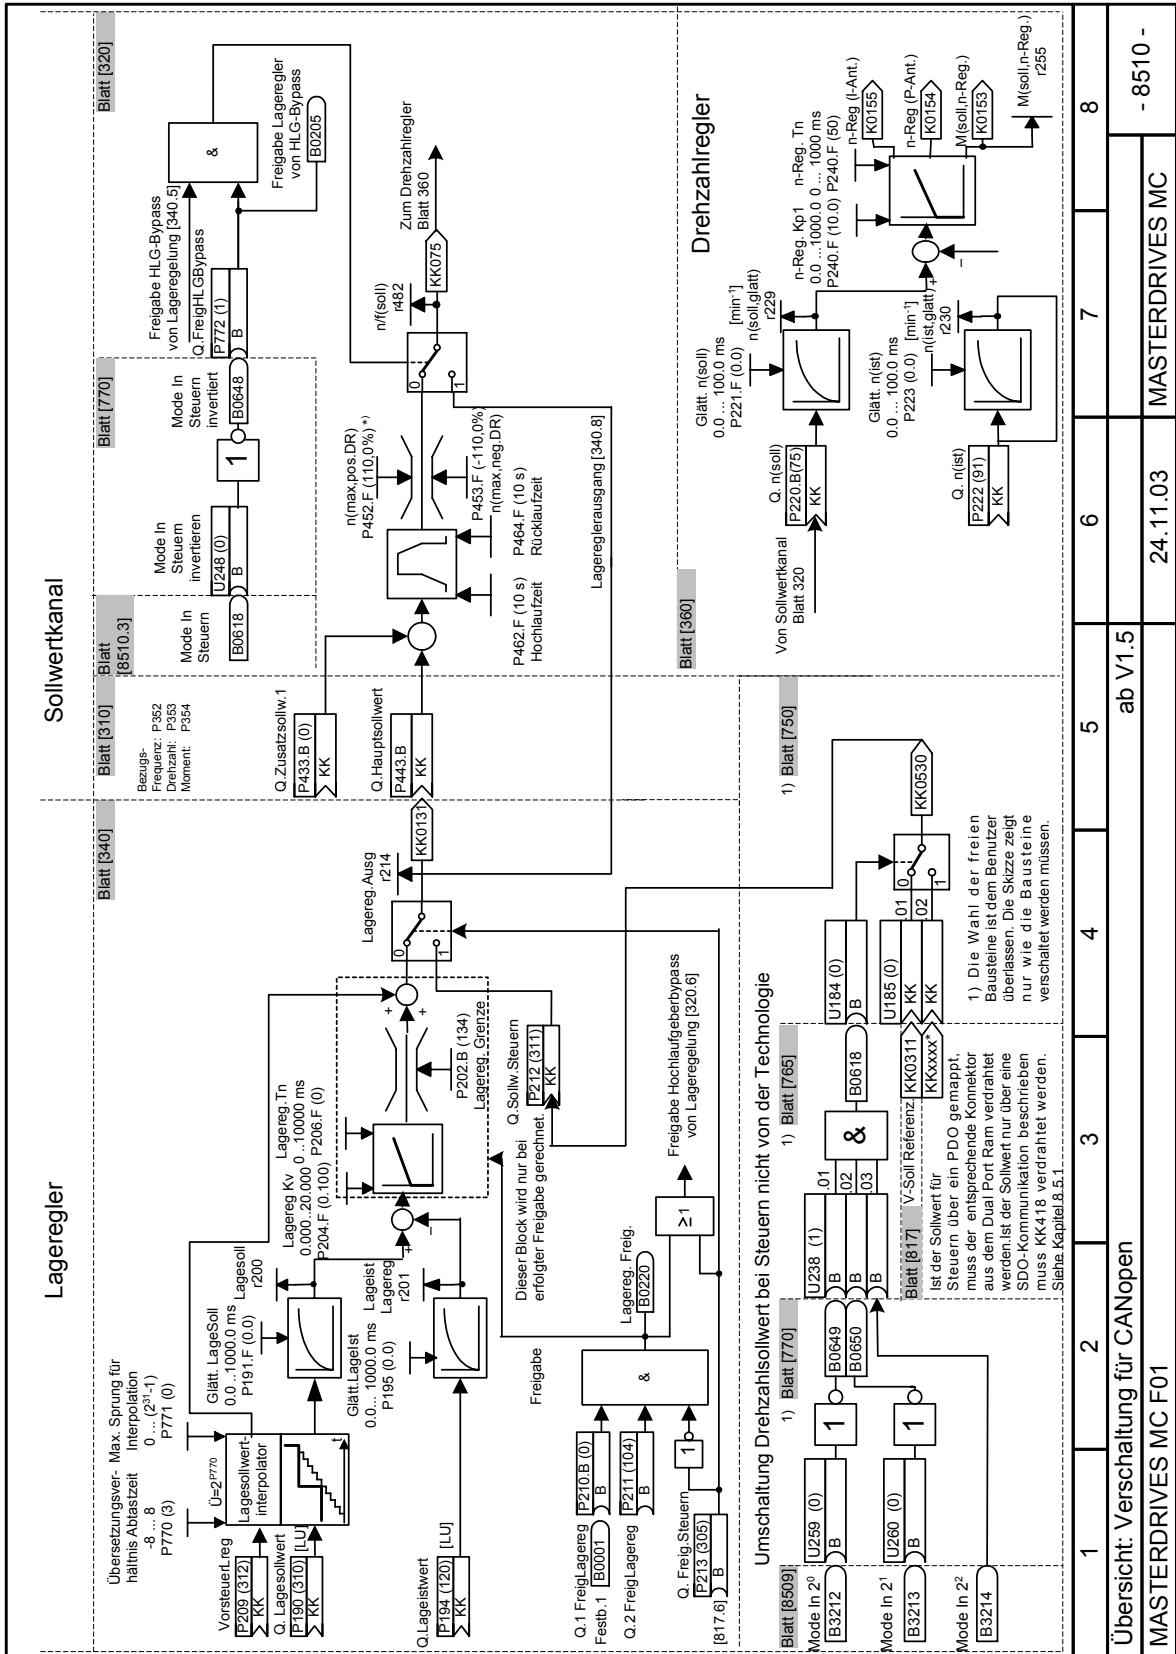 Lageregler
Sollwertkanal
Blatt [340]
Blatt [310]
Blatt
[8510.3]
Blatt [770]
Blatt [320]
Übersetzungsver-
hältnis Abtastzeit
-8 ... 8
P770 (3)
Max. Sprung für
Interpolation
0 ... (2³¹-1)
P771 (0)
VorsteuerLreg
P209 (312)
KK
Q. Lagesollwert
P190 (310)
[LU]
KK
Ü=2ᴾ⁷⁷⁰
Lagesollwert-
interpolator
t
Glätt. LageSoll
0.0 ..1000.0 ms
P191.F (0.0)
Lagesoll
r200
Q.Lageistwert
P194 (120)
[LU]
KK
Glätt.LageIst
0.0... 1000.0 ms
P195 (0.0)
Lageist
Lagereg
r201
Lagereg Kv
0.000...20.000
P204.F (0.100)
Lagereg.Tn
0 ..10000 ms
P206.F (0)
+
–
P202.B (134)
Lagereg. Grenze
+
+
Dieser Block wird nur bei
erfolgter Freigabe gerechnet.
Q.Sollw.Steuern
P212 (311)
KK
0
1
Lagereg.Ausg
r214
KK0131
Q.1 FreigLagereg
Festb.1
B0001
P210.B (0)
B
Q.2 FreigLagereg
P211 (104)
B
Q. Freig.Steuern
P213 (305)
B
[817.6]
1
Freigabe
&
Lagereg. Freig.
B0220
≥1
Freigabe Hochlaufgeberbypass
von Lageregelung [320.6]
Bezugs-
Frequenz: P352
Drehzahl: P353
Moment: P354
Q.Zusatzsollw.1
P433.B (0)
KK
Q.Hauptsollwert
P443.B
KK
Mode In
Steuern
B0618
Mode In
Steuern
invertieren
U248 (0)
B
1
Mode In
Steuern
invertiert
B0648
Freigabe HLG-Bypass
von Lageregelung [340.5]
Q.FreigHLGBypass
P772 (1)
B
&
Freigabe Lageregler
von HLG-Bypass
B0205
P462.F (10 s)
Hochlaufzeit
P464.F (10 s)
Rücklaufzeit
n(max,pos.DR)
P452.F (110,0%) *)
P453.F (-110,0%)
n(max,neg.DR)
Lagereglerausgang [340.8]
0
1
n/f(soll)
r482
KK075
Zum Drehzahlregler
Blatt 360
Blatt [360]
Drehzahlregler
Von Sollwertkanal
Blatt 320
Q. n(soll)
P220.B(75)
KK
Glätt. n(soll)
0.0 ... 100.0 ms
P221.F (0.0)
[min⁻¹]
n(soll,glatt)
r229
Q. n(ist)
P222 (91)
KK
Glätt. n(ist)
0.0 ... 100.0 ms
P223 (0.0)
[min⁻¹]
n(ist,glatt)
r230
+
–
n-Reg. Kp1
0.0 ...1000.0
P240.F (10.0)
n-Reg. Tn
0 ... 1000 ms
P240.F (50)
n-Reg (I-Ant.)
K0155
n-Reg (P-Ant.)
K0154
M(soll,n-Reg.)
K0153
M(soll,n-Reg.)
r255
Umschaltung Drehzahlsollwert bei Steuern nicht von der Technologie
Blatt [8509]
1) Blatt [770]
1) Blatt [765]
1) Blatt [750]
Mode In 2⁰
B3212
Mode In 2¹
B3213
Mode In 2²
B3214
U259 (0)
B
U260 (0)
B
1
1
B0649
B0650
U238 (1)
B
B
B
.01
.02
.03
&
B0618
U184 (0)
B
U185 (0)
KK
KK
.01
.02
0
1
KK0530
Blatt [817]
V-Soll Referenz.
KK0311
KKxxxx*
Ist der Sollwert für
Steuern über ein PDO gemappt,
muss der entsprechende Konnektor
aus dem Dual Port Ram verdrahtet
werden.Ist der Sollwert nur über eine
SDO-Kommunikation beschrieben
muss KK418 verdrahtet werden.
Siehe Kapitel 8.5.1
1) Die Wahl der freien
Bausteine ist dem Benutzer
überlassen. Die Skizze zeigt
nur wie die Bausteine
verschaltet werden müssen.
1 2 3 4 5 6 7 8
Übersicht: Verschaltung für CANopen
ab V1.5
24.11.03
MASTERDRIVES MC
- 8510 -
MASTERDRIVES MC F01